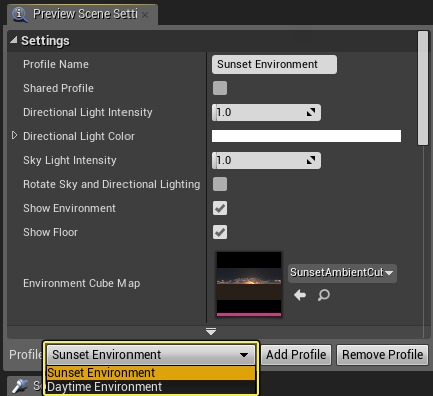 Preview Scene Setti
Settings
Profile Name Sunset Environment
Shared Profile
Directional Light Intensity 1.0
Directional Light Color
Sky Light Intensity 1.0
Rotate Sky and Directional Lighting
Show Environment
Show Floor
Environment Cube Map SunsetAmbientCub
Profile Sunset Environment Add Profile Remove Profile
Sunset Environment
Daytime Environment